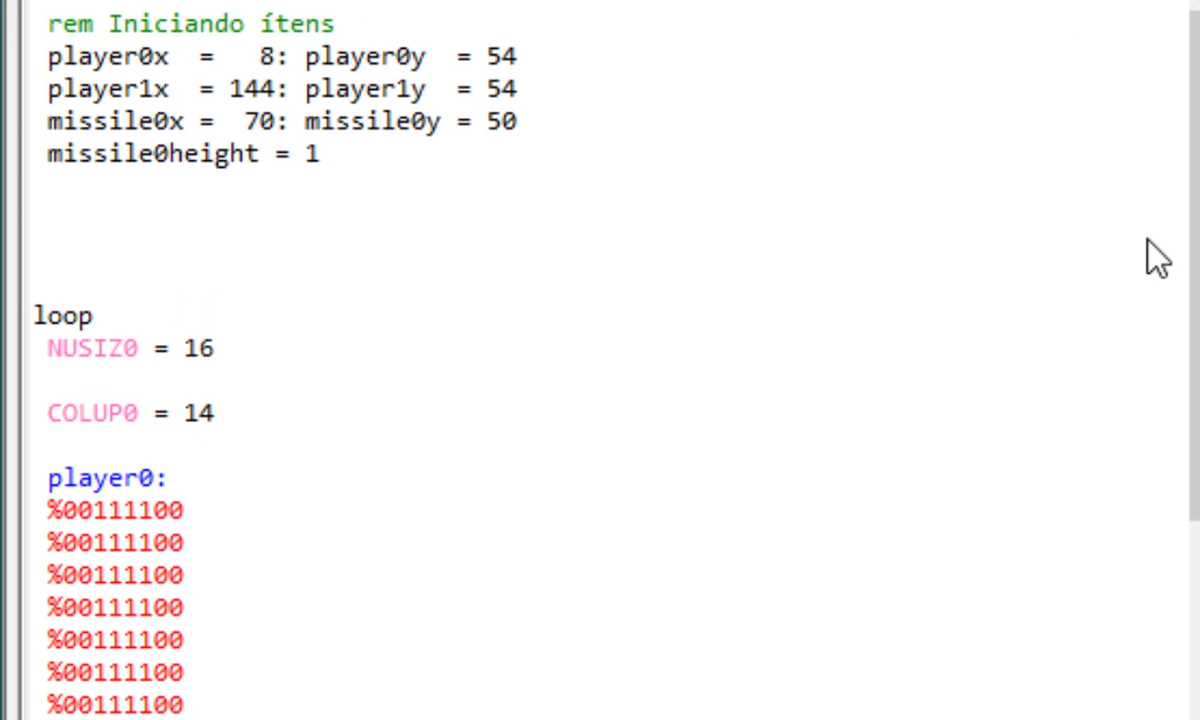 rem Iniciando ítens
player0x  =   8: player0y  = 54
player1x  = 144: player1y  = 54
missile0x =  70: missile0y = 50
missile0height = 1
loop
NUSIZ0 = 16
COLUP0 = 14
player0:
%00111100
%00111100
%00111100
%00111100
%00111100
%00111100
%00111100